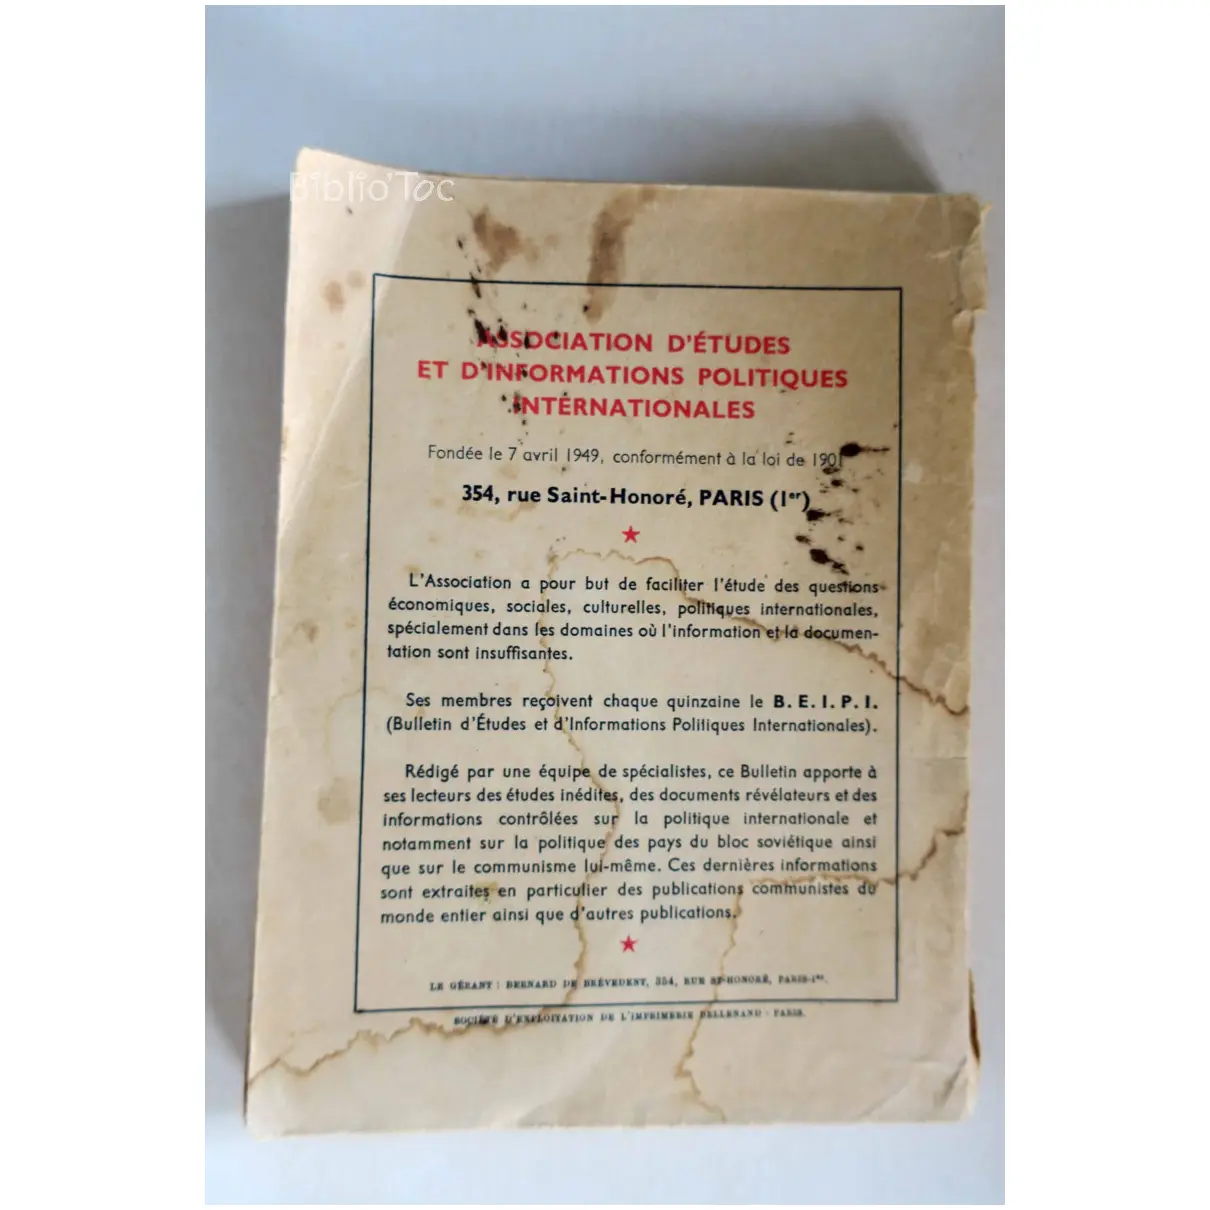 Biblio'Toc
ASSOCIATION D'ÉTUDES
ET D'INFORMATIONS POLITIQUES
INTERNATIONALES
Fondée le 7 avril 1949, conformément à la loi de 1901
354, rue Saint-Honoré, PARIS (1er)
L'Association a pour but de faciliter l'étude des questions
économiques, sociales, culturelles, politiques internationales,
spécialement dans les domaines où l'information et la documen-
tation sont insuffisantes.
Ses membres reçoivent chaque quinzaine le B. E. I. P. I.
(Bulletin d'Études et d'Informations Politiques Internationales).
Rédigé par une équipe de spécialistes, ce Bulletin apporte à
ses lecteurs des études inédites, des documents révélateurs et des
informations contrôlées sur la politique internationale et
notamment sur la politique des pays du bloc soviétique ainsi
que sur le communisme lui-même. Ces dernières informations
sont extraites en particulier des publications communistes du
monde entier ainsi que d'autres publications.
LE GÉRANT : BERNARD DE BRÉVEDENT, 354, RUE ST-HONORÉ, PARIS-1er.
SOCIÉTÉ D'EXPLOITATION DE L'IMPRIMERIE BELLENAND - PARIS.